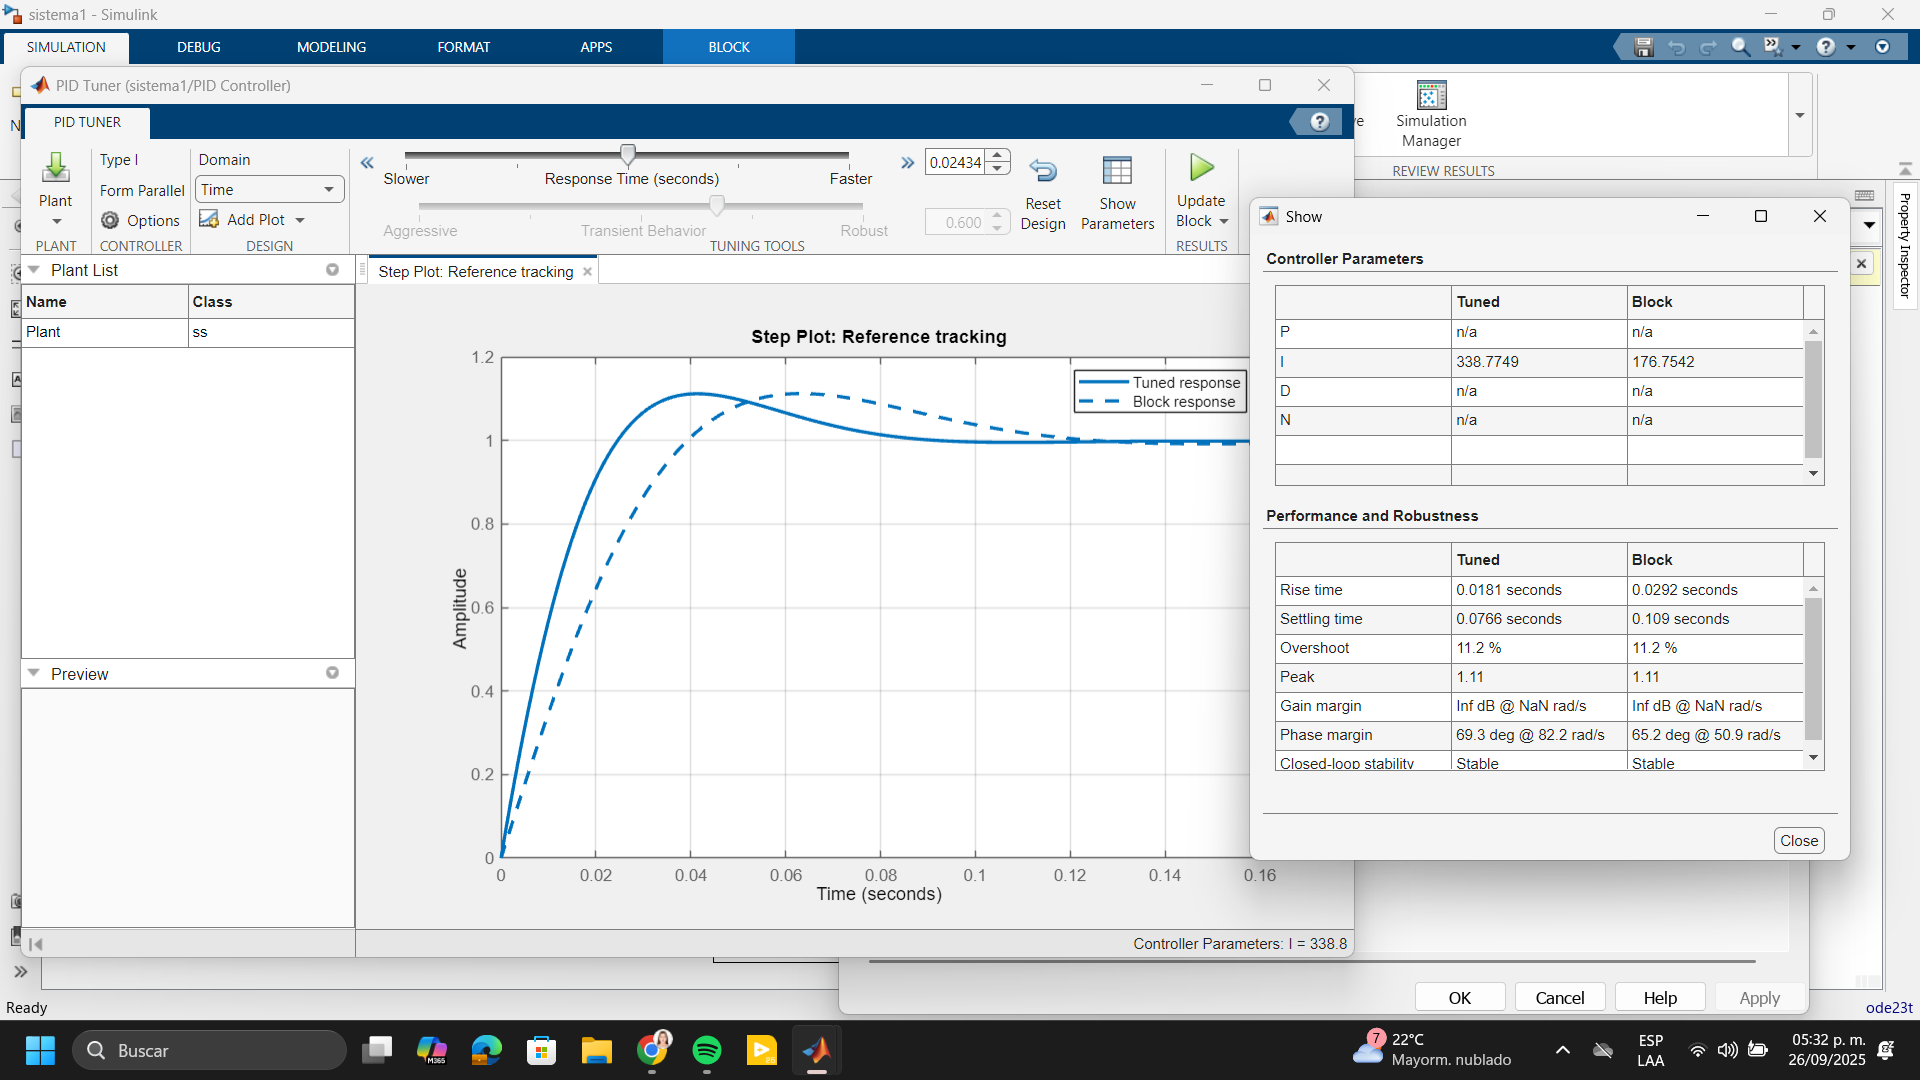 sistema1 - Simulink
SIMULATION DEBUG MODELING FORMAT APPS BLOCK
PID Tuner (sistema1/PID Controller)
PID TUNER
Simulation
Manager
REVIEW RESULTS
Plant
PLANT
Type I
Form Parallel
Options
CONTROLLER
Domain
Time
Add Plot
DESIGN
Slower Response Time (seconds) Faster
0.02434
Aggressive Transient Behavior Robust
0.600
TUNING TOOLS
Reset
Design
Show
Parameters
Update
Block
RESULTS
Property Inspector
Plant List
Name Class
Plant ss
Preview
Step Plot: Reference tracking
Step Plot: Reference tracking
1.2
1
0.8
0.6
0.4
0.2
0
Amplitude
Tuned response
Block response
0 0.02 0.04 0.06 0.08 0.1 0.12 0.14 0.16
Time (seconds)
Controller Parameters: I = 338.8
Show
Controller Parameters
Tuned Block
P n/a n/a
I 338.7749 176.7542
D n/a n/a
N n/a n/a
Performance and Robustness
Tuned Block
Rise time 0.0181 seconds 0.0292 seconds
Settling time 0.0766 seconds 0.109 seconds
Overshoot 11.2 % 11.2 %
Peak 1.11 1.11
Gain margin Inf dB @ NaN rad/s Inf dB @ NaN rad/s
Phase margin 69.3 deg @ 82.2 rad/s 65.2 deg @ 50.9 rad/s
Closed-loop stability Stable Stable
Close
OK Cancel Help Apply
Ready
ode23t
Buscar
M365
7
22°C
Mayorm. nublado
ESP
LAA
05:32 p. m.
26/09/2025